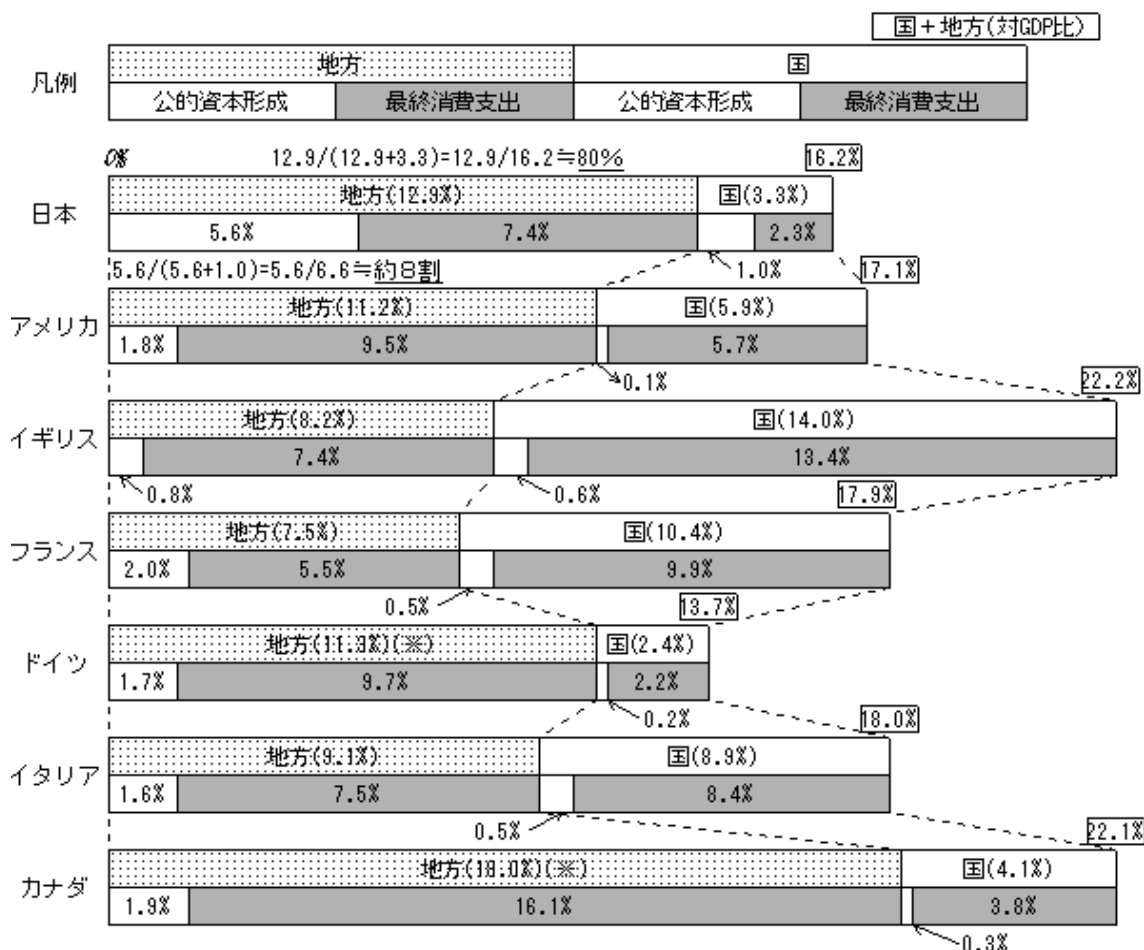 国+地方(対GDP比)
凡例
地方 国
公的資本形成 最終消費支出 公的資本形成 最終消費支出
0% 12.9/(12.9+3.3)=12.9/16.2≒80% 16.2%
日本
地方(12.9%) 国(3.3%)
5.6% 7.4% 2.3%
5.6/(5.6+1.0)=5.6/6.6≒約8割 1.0% 17.1%
アメリカ
地方(11.2%) 国(5.9%)
1.8% 9.5% 5.7%
0.1% 22.2%
イギリス
地方(8.2%) 国(14.0%)
7.4% 13.4%
0.8% 0.6% 17.9%
フランス
地方(7.5%) 国(10.4%)
2.0% 5.5% 9.9%
0.5% 13.7%
ドイツ
地方(11.3%)(※) 国(2.4%)
1.7% 9.7% 2.2%
0.2% 18.0%
イタリア
地方(9.1%) 国(8.9%)
1.6% 7.5% 8.4%
0.5% 22.1%
カナダ
地方(18.0%)(※) 国(4.1%)
1.9% 16.1% 3.8%
0.3%